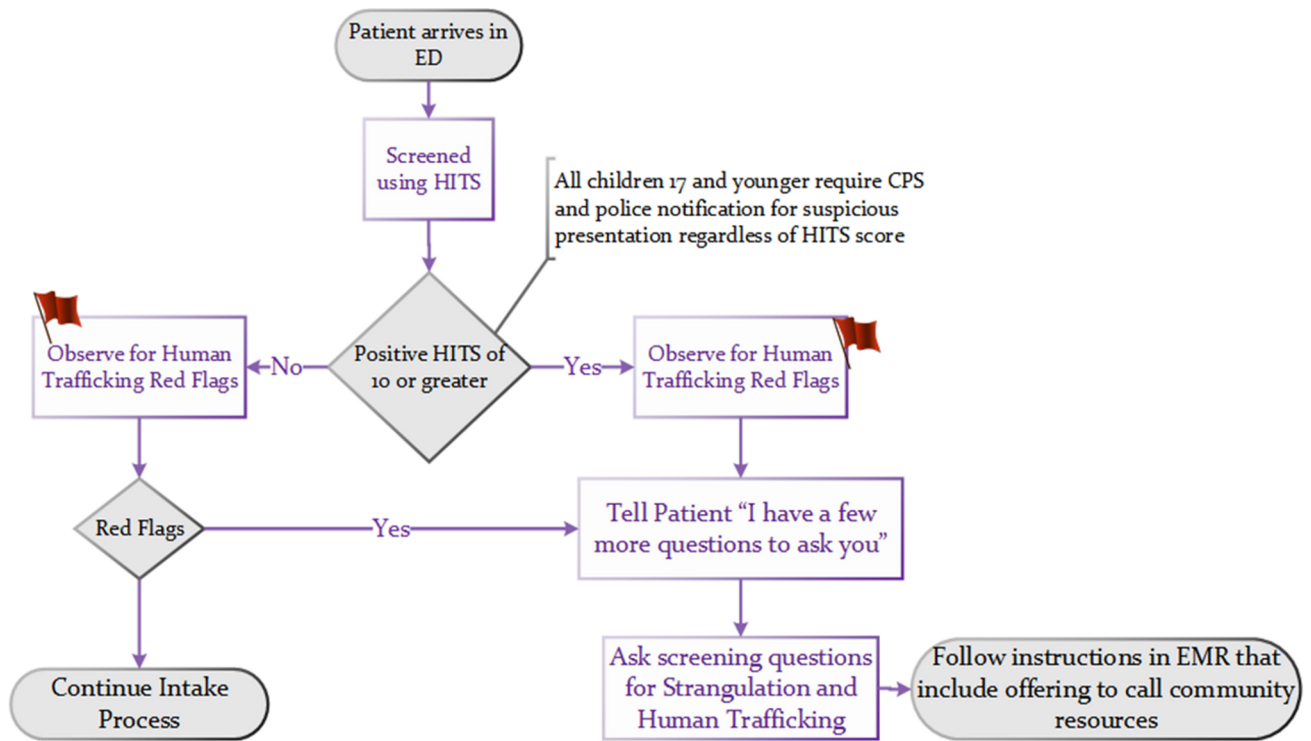 Patient arrives in
ED
Screened
using HITS
All children 17 and younger require CPS
and police notification for suspicious
presentation regardless of HITS score
Positive HITS of
10 or greater
No
Yes
Observe for Human
Trafficking Red Flags
Observe for Human
Trafficking Red Flags
Red Flags
Yes
Tell Patient “I have a few
more questions to ask you”
Continue Intake
Process
Ask screening questions
for Strangulation and
Human Trafficking
Follow instructions in EMR that
include offering to call community
resources